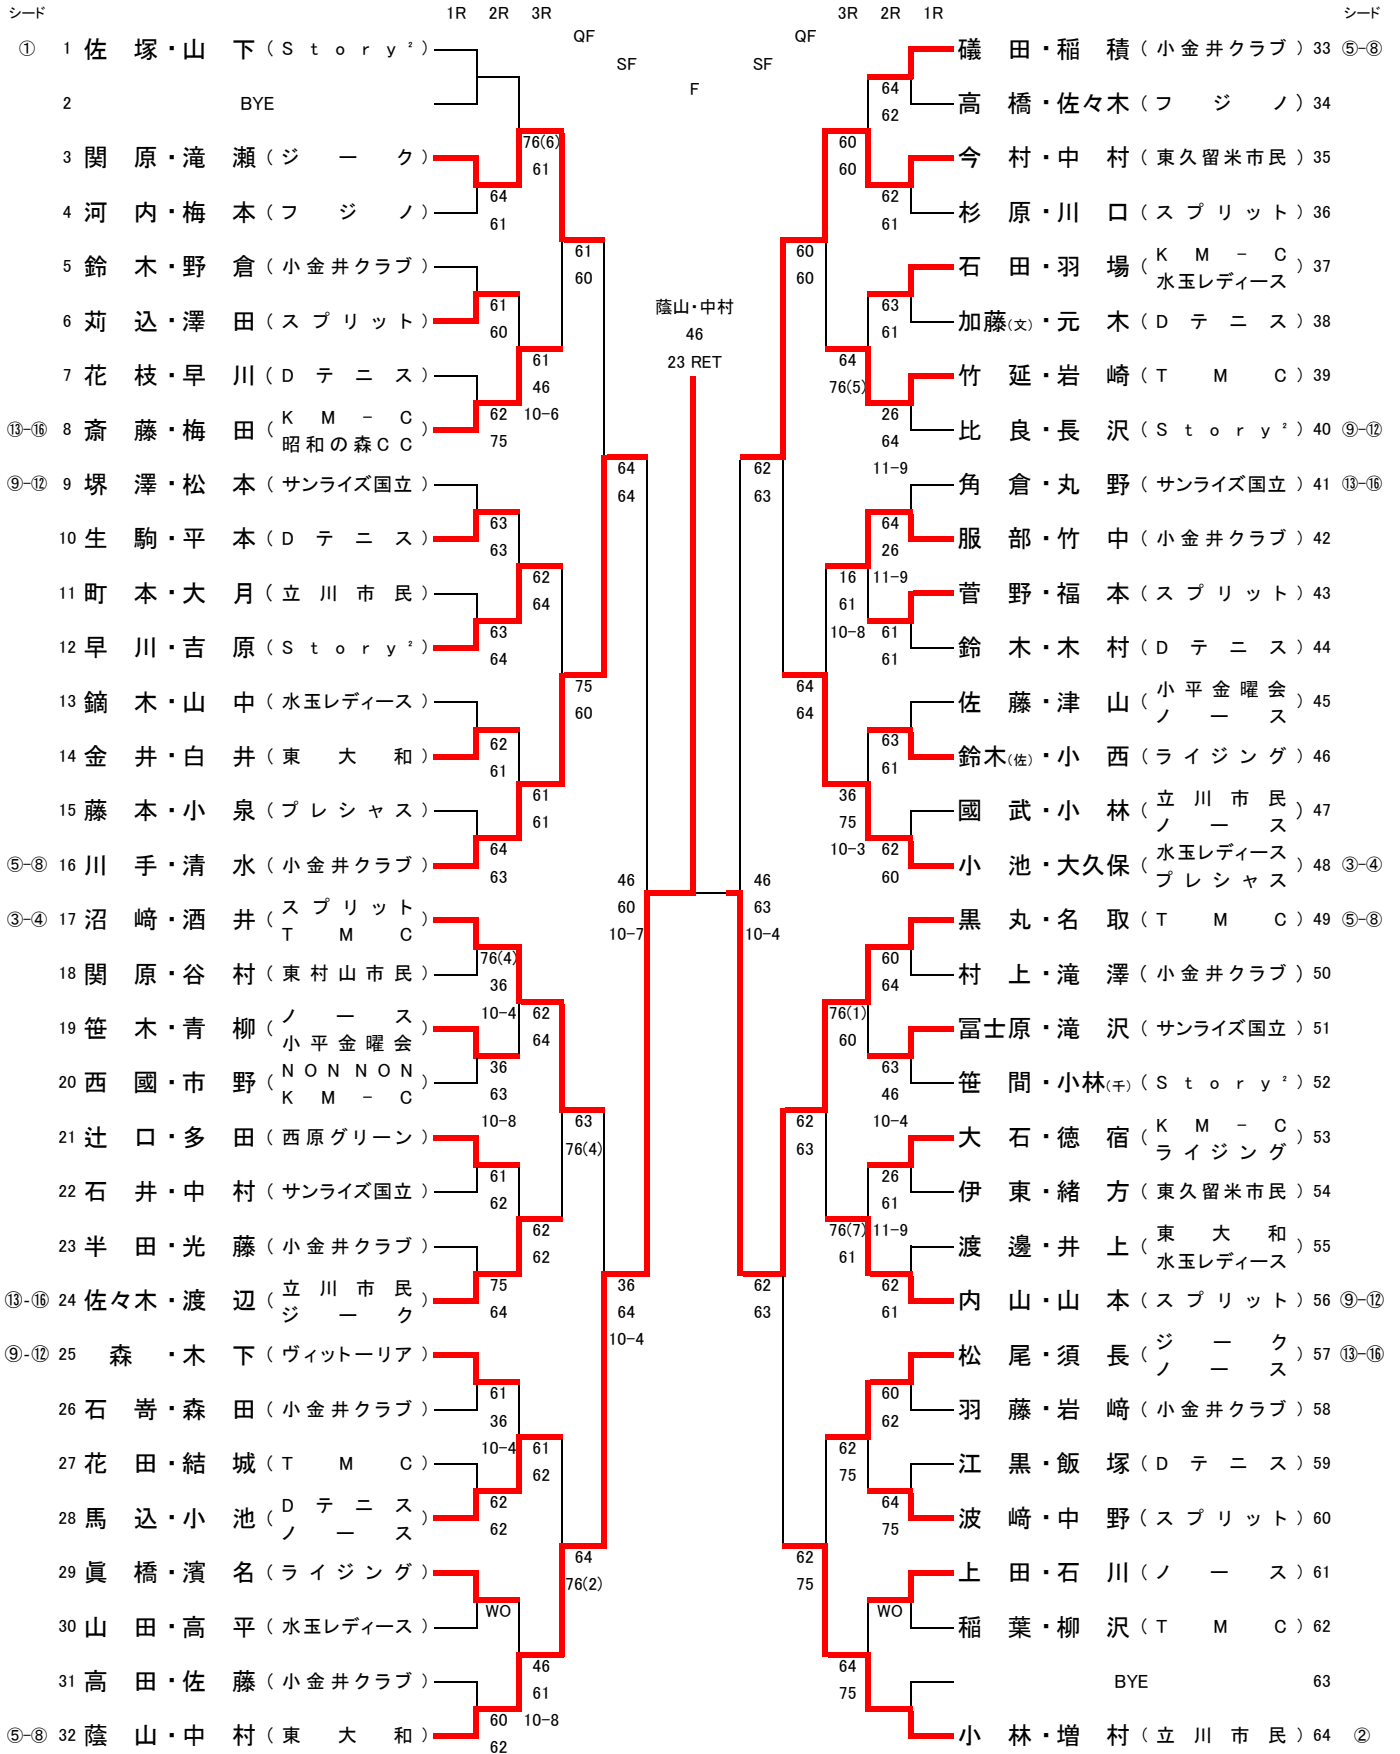 シード 1R 2R 3R QF SF F SF QF 3R 2R 1R シード
① 1 佐塚・山下 (Story²)
2 BYE
3 関原・滝瀬 (ジーク)
4 河内・梅本 (フジノ)
5 鈴木・野倉 (小金井クラブ)
6 苅込・澤田 (スプリット)
7 花枝・早川 (Dテニス)
⑬-⑯ 8 斎藤・梅田 (KM-C 昭和の森CC)
⑨-⑫ 9 堺澤・松本 (サンライズ国立)
10 生駒・平本 (Dテニス)
11 町本・大月 (立川市民)
12 早川・吉原 (Story²)
13 鏑木・山中 (水玉レディース)
14 金井・白井 (東大和)
15 藤本・小泉 (プレシャス)
⑤-⑧ 16 川手・清水 (小金井クラブ)
③-④ 17 沼﨑・酒井 (スプリット TMC)
18 関原・谷村 (東村山市民)
19 笹木・青柳 (ノース 小平金曜会)
20 西國・市野 (NONNON KM-C)
21 辻口・多田 (西原グリーン)
22 石井・中村 (サンライズ国立)
23 半田・光藤 (小金井クラブ)
⑬-⑯ 24 佐々木・渡辺 (立川市民 ジーク)
⑨-⑫ 25 森・木下 (ヴィットーリア)
26 石嵜・森田 (小金井クラブ)
27 花田・結城 (TMC)
28 馬込・小池 (Dテニス ノース)
29 眞橋・濱名 (ライジング)
30 山田・高平 (水玉レディース)
31 高田・佐藤 (小金井クラブ)
⑤-⑧ 32 蔭山・中村 (東大和)
64 61
61 60
62 75
63 63
63 64
62 61
64 63
76(4) 36 10-4
36 63 10-8
61 62
75 64
61 36 10-4
62 62
WO
60 62
76(6) 61
61 46 10-6
62 64
61 61
62 64
62 62
61 62
46 61 10-8
61 60
75 60
63 76(4)
64 76(2)
64 64
36 64 10-4
46 60 10-7
蔭山・中村
46
23 RET
46 63 10-4
62 63
62 63
60 60
64 64
62 63
62 75
60 60
64 76(5)
16 61 10-8
36 75 10-3
76(1) 60
76(7) 61
62 75
64 75
64 62
62 61
63 61
26 64 11-9
64 26 11-9
61 61
63 61
62 60
60 64
63 46 10-4
26 61 11-9
62 61
60 62
64 75
WO
礒田・稲積 (小金井クラブ) 33 ⑤-⑧
高橋・佐々木 (フジノ) 34
今村・中村 (東久留米市民) 35
杉原・川口 (スプリット) 36
石田・羽場 (KM-C 水玉レディース) 37
加藤(文)・元木 (Dテニス) 38
竹延・岩崎 (TMC) 39
比良・長沢 (Story²) 40 ⑨-⑫
角倉・丸野 (サンライズ国立) 41 ⑬-⑯
服部・竹中 (小金井クラブ) 42
菅野・福本 (スプリット) 43
鈴木・木村 (Dテニス) 44
佐藤・津山 (小平金曜会 ノース) 45
鈴木(佐)・小西 (ライジング) 46
國武・小林 (立川市民 ノース) 47
小池・大久保 (水玉レディース プレシャス) 48 ③-④
黒丸・名取 (TMC) 49 ⑤-⑧
村上・滝澤 (小金井クラブ) 50
冨士原・滝沢 (サンライズ国立) 51
笹間・小林(千) (Story²) 52
大石・徳宿 (KM-C ライジング) 53
伊東・緒方 (東久留米市民) 54
渡邊・井上 (東大和 水玉レディース) 55
内山・山本 (スプリット) 56 ⑨-⑫
松尾・須長 (ジーク ノース) 57 ⑬-⑯
羽藤・岩﨑 (小金井クラブ) 58
江黒・飯塚 (Dテニス) 59
波﨑・中野 (スプリット) 60
上田・石川 (ノース) 61
稲葉・柳沢 (TMC) 62
BYE 63
小林・増村 (立川市民) 64 ②